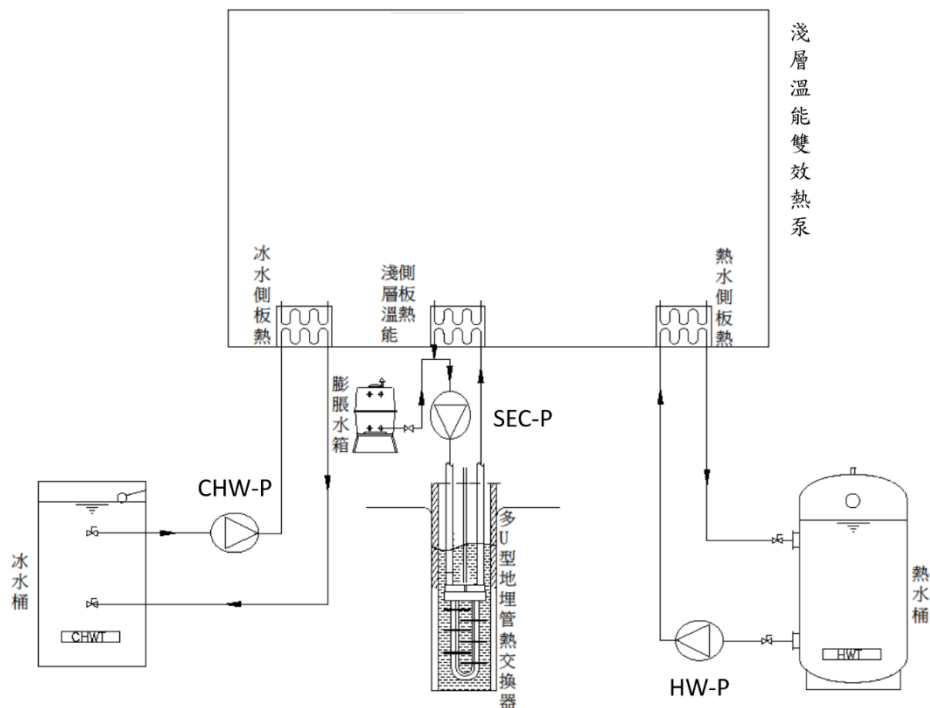 淺層溫能雙效熱泵
冰水側板熱
淺層溫能
側板熱
熱水側板熱
膨脹水箱
SEC-P
CHW-P
多U型地埋管熱交換器
冰水桶
CHWT
熱水桶
HWT
HW-P